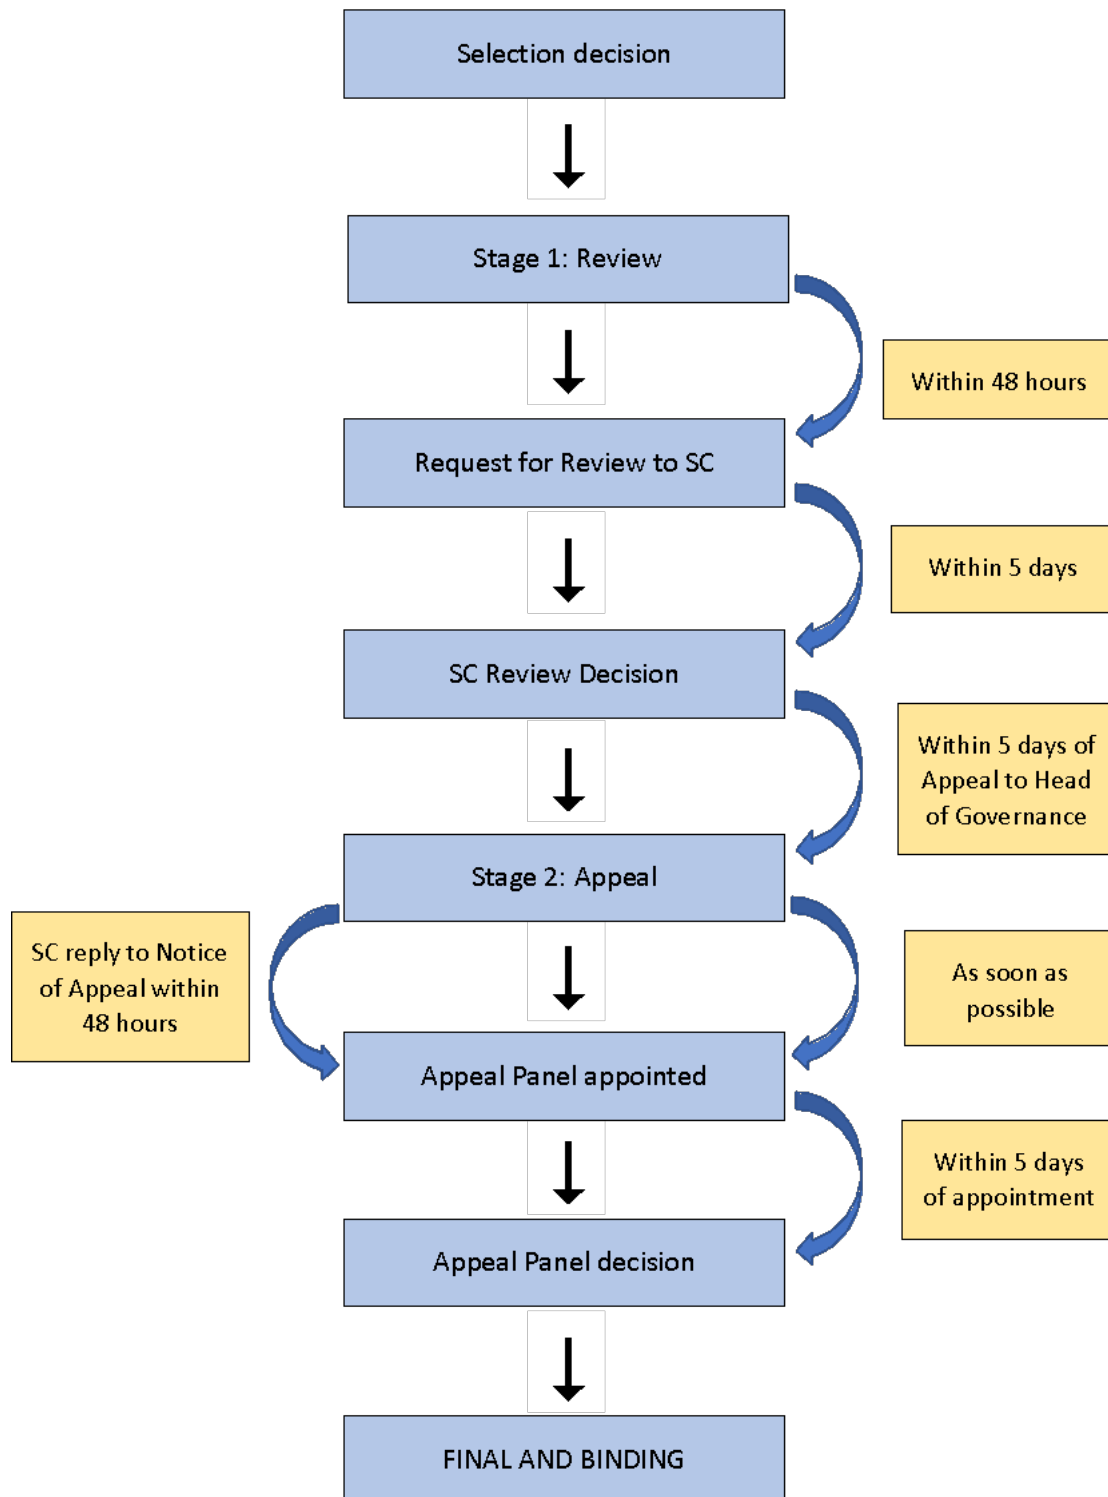 Selection decision
Stage 1: Review
Within 48 hours
Request for Review to SC
Within 5 days
SC Review Decision
Within 5 days of
Appeal to Head
of Governance
Stage 2: Appeal
SC reply to Notice
of Appeal within
48 hours
As soon as
possible
Appeal Panel appointed
Within 5 days
of appointment
Appeal Panel decision
FINAL AND BINDING